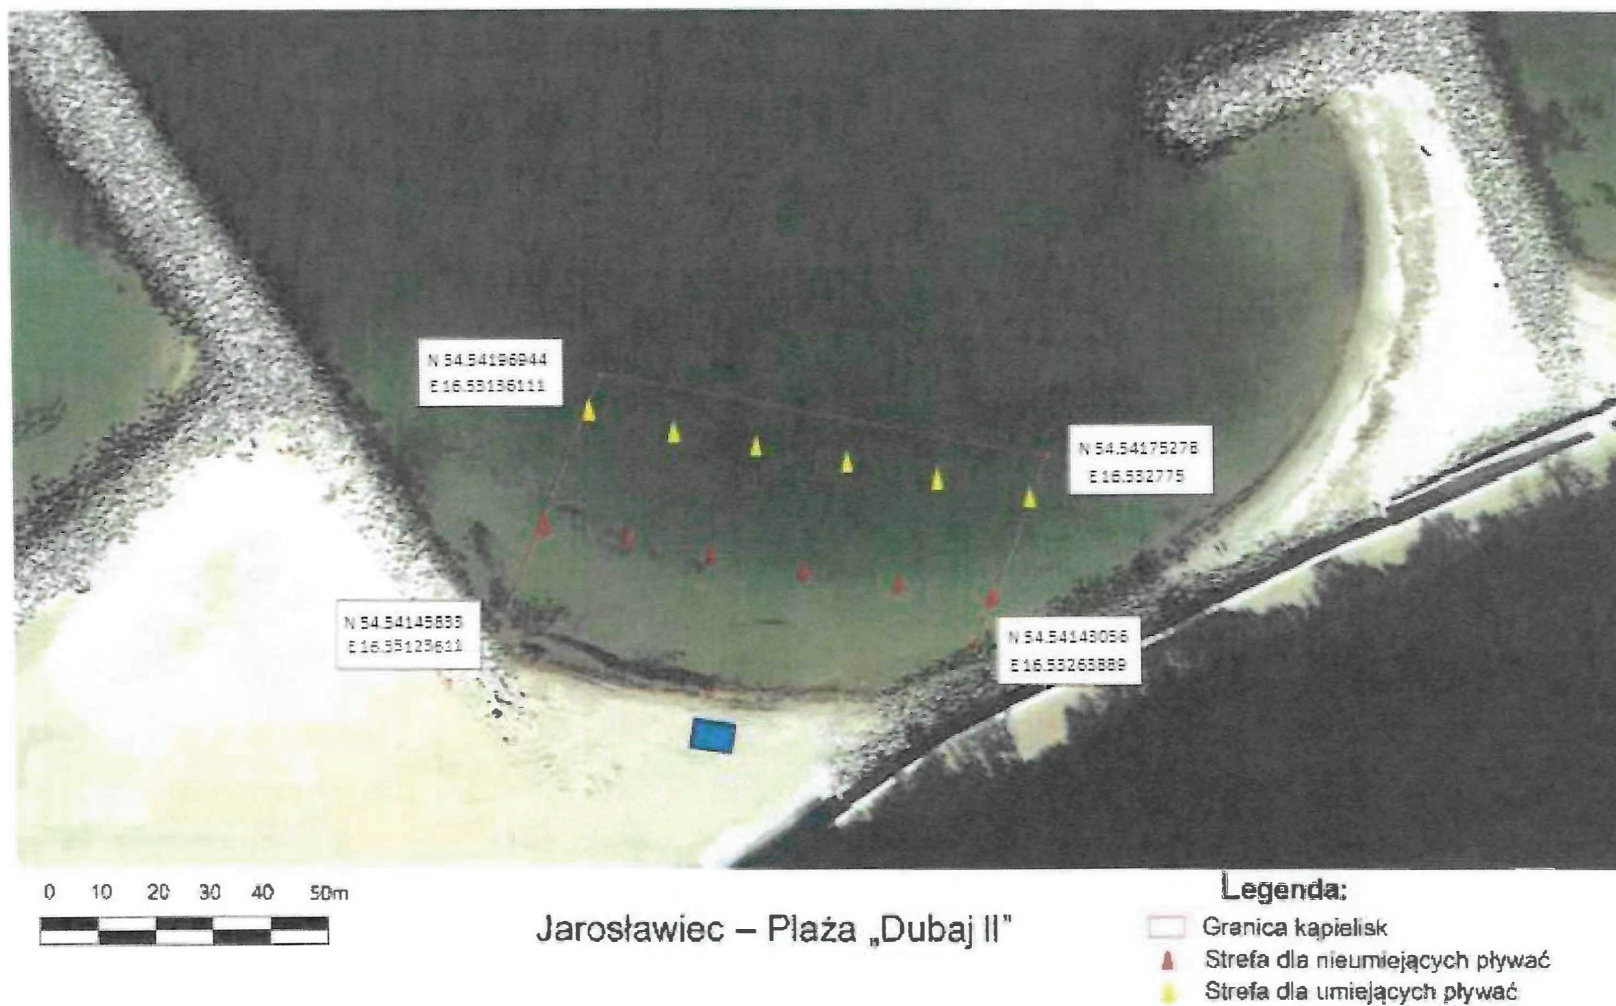 N 54.54196944
E 16.53136111
N 54.54175278
E 16.532775
N 54.54145833
E 16.53123611
N 54.54143056
E 16.53263889
0 10 20 30 40 50m
Jarosławiec – Plaża „Dubaj II”
Legenda:
Granica kąpielisk
Strefa dla nieumiejących pływać
Strefa dla umiejących pływać